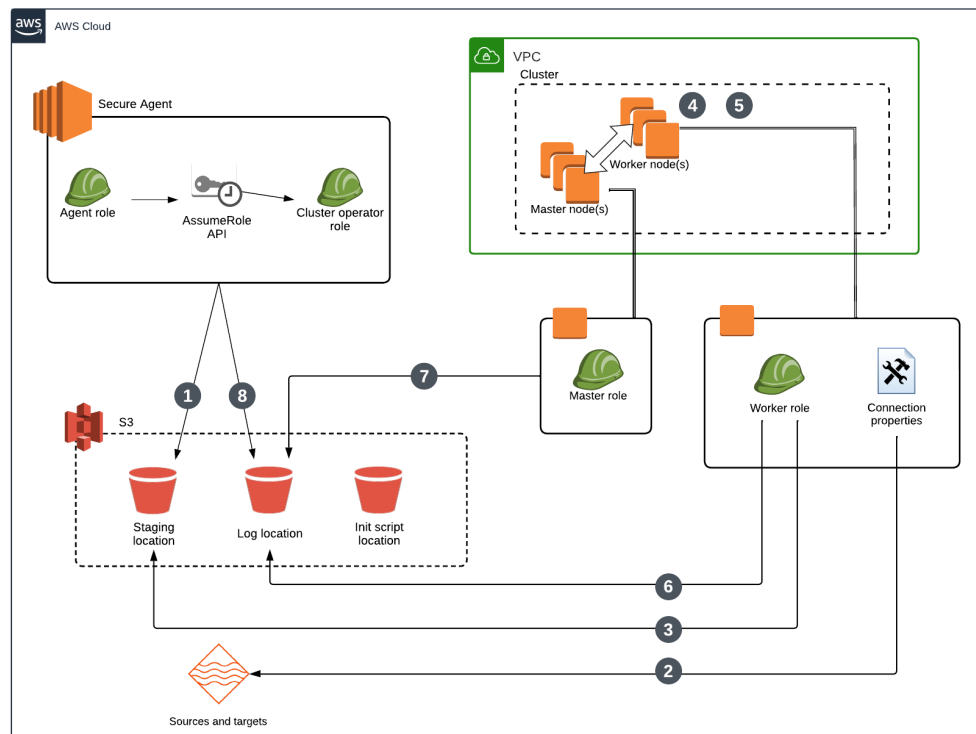 aws
AWS Cloud
VPC
Cluster
Secure Agent
4
5
Worker node(s)
Master node(s)
Agent role
AssumeRole
API
Cluster operator
role
1
8
7
Master role
Worker role
Connection
properties
S3
Staging
location
Log location
Init script
location
6
3
2
Sources and targets